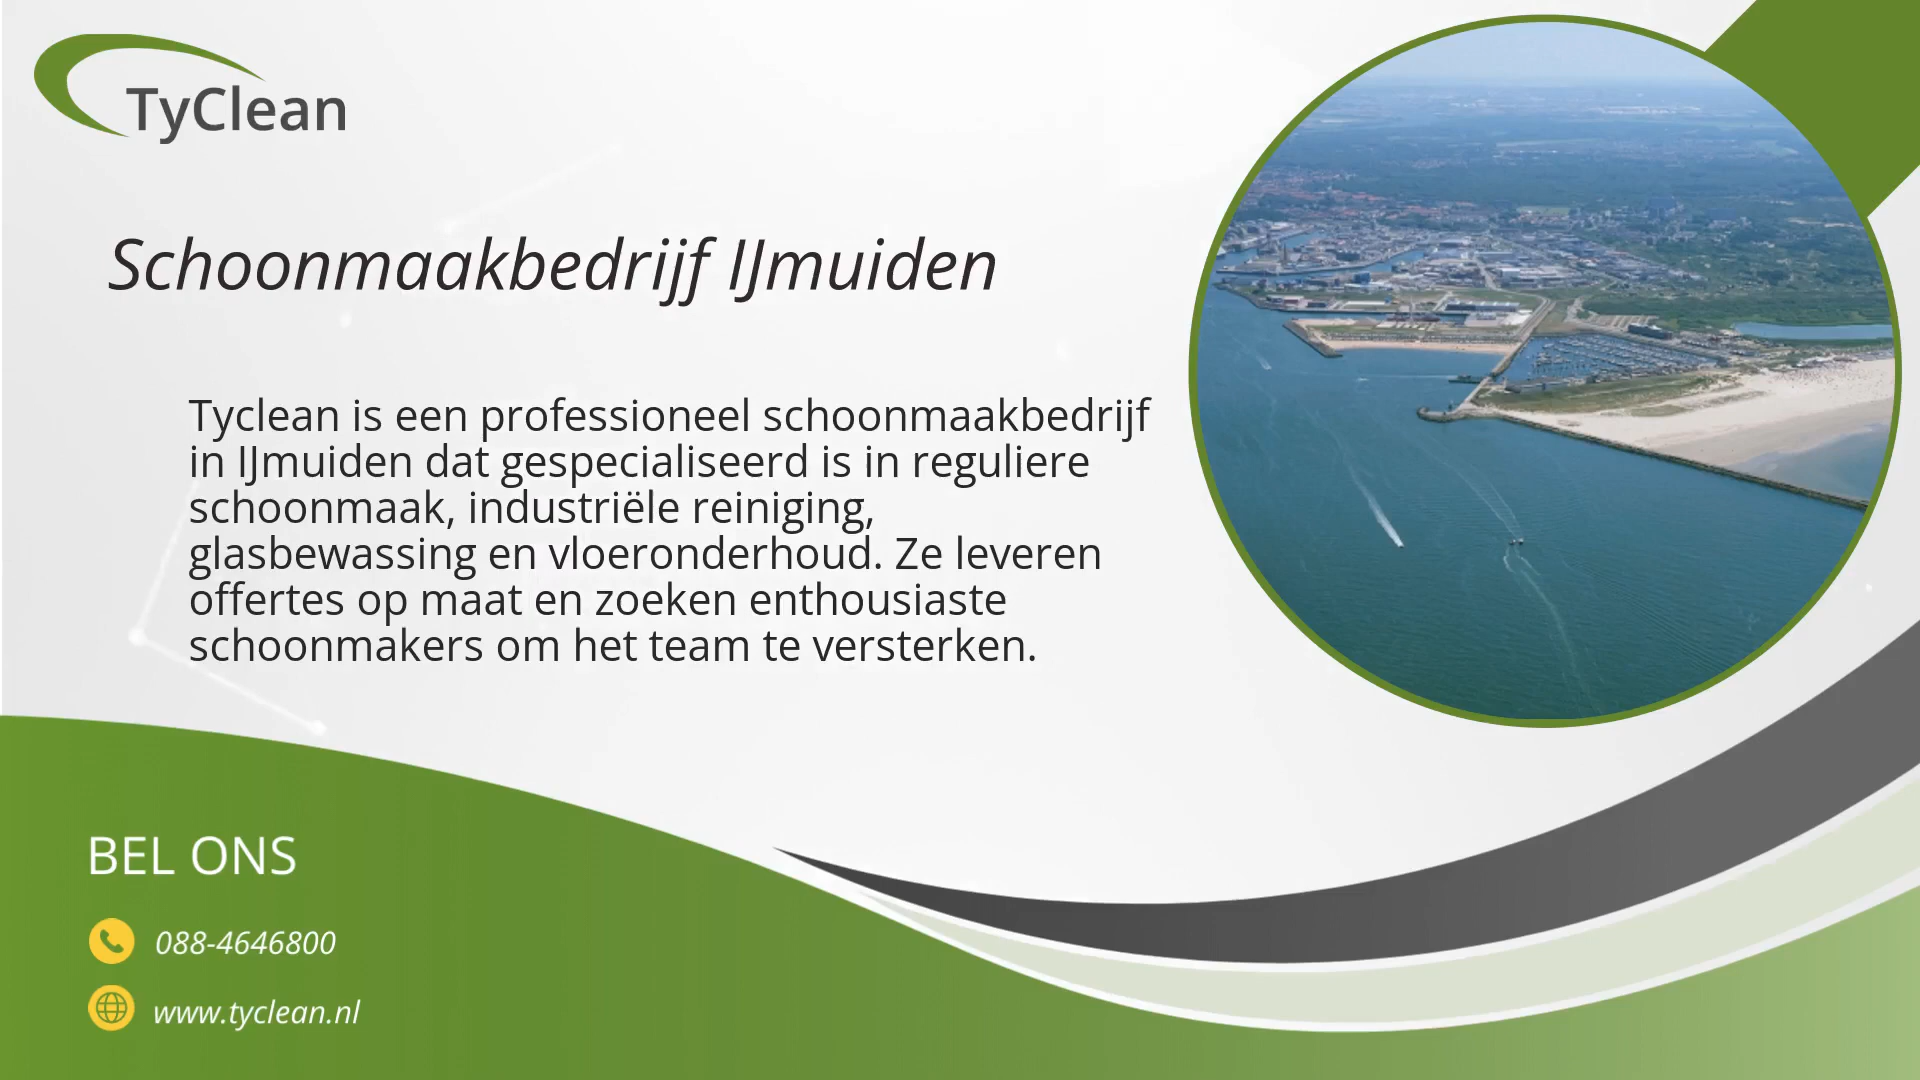 TyClean
Schoonmaakbedrijf IJmuiden
Tyclean is een professioneel schoonmaakbedrijf
in IJmuiden dat gespecialiseerd is in reguliere
schoonmaak, industriële reiniging,
glasbewassing en vloeronderhoud. Ze leveren
offertes op maat en zoeken enthousiaste
schoonmakers om het team te versterken.
BEL ONS
088-4646800
www.tyclean.nl